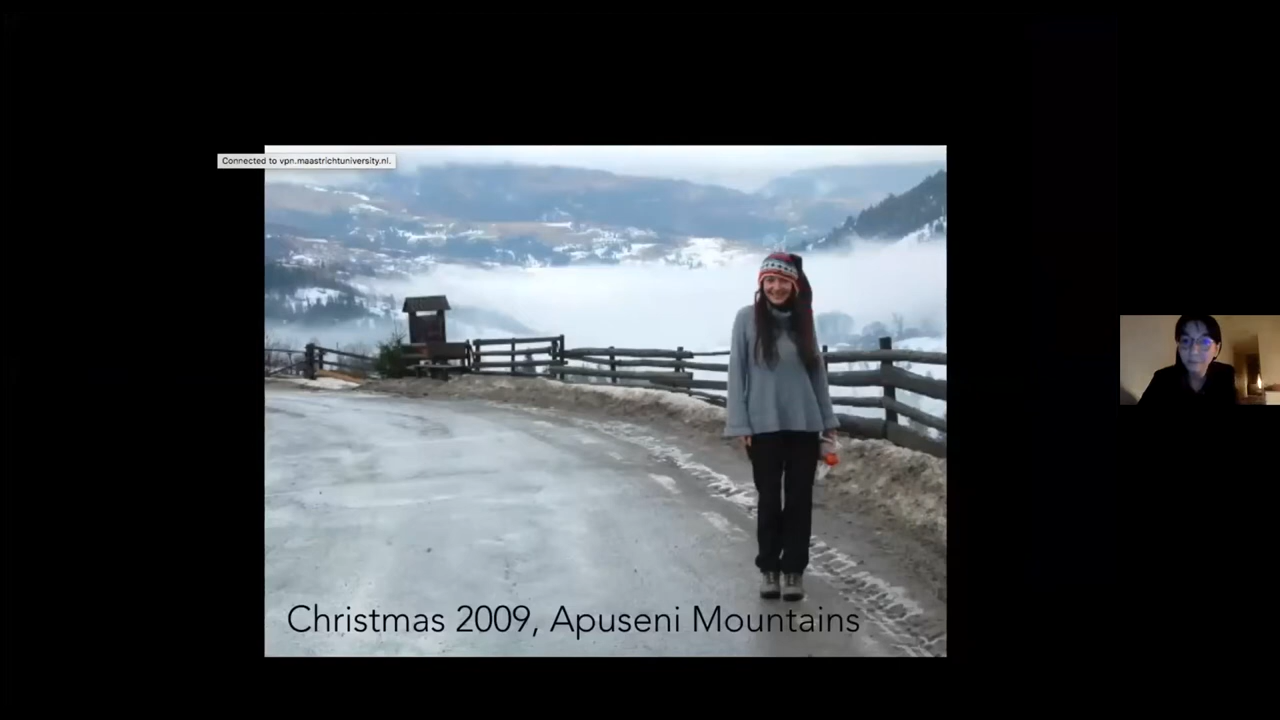 Connected to vpn.maastrichtuniversity.nl.
Christmas 2009, Apuseni Mountains